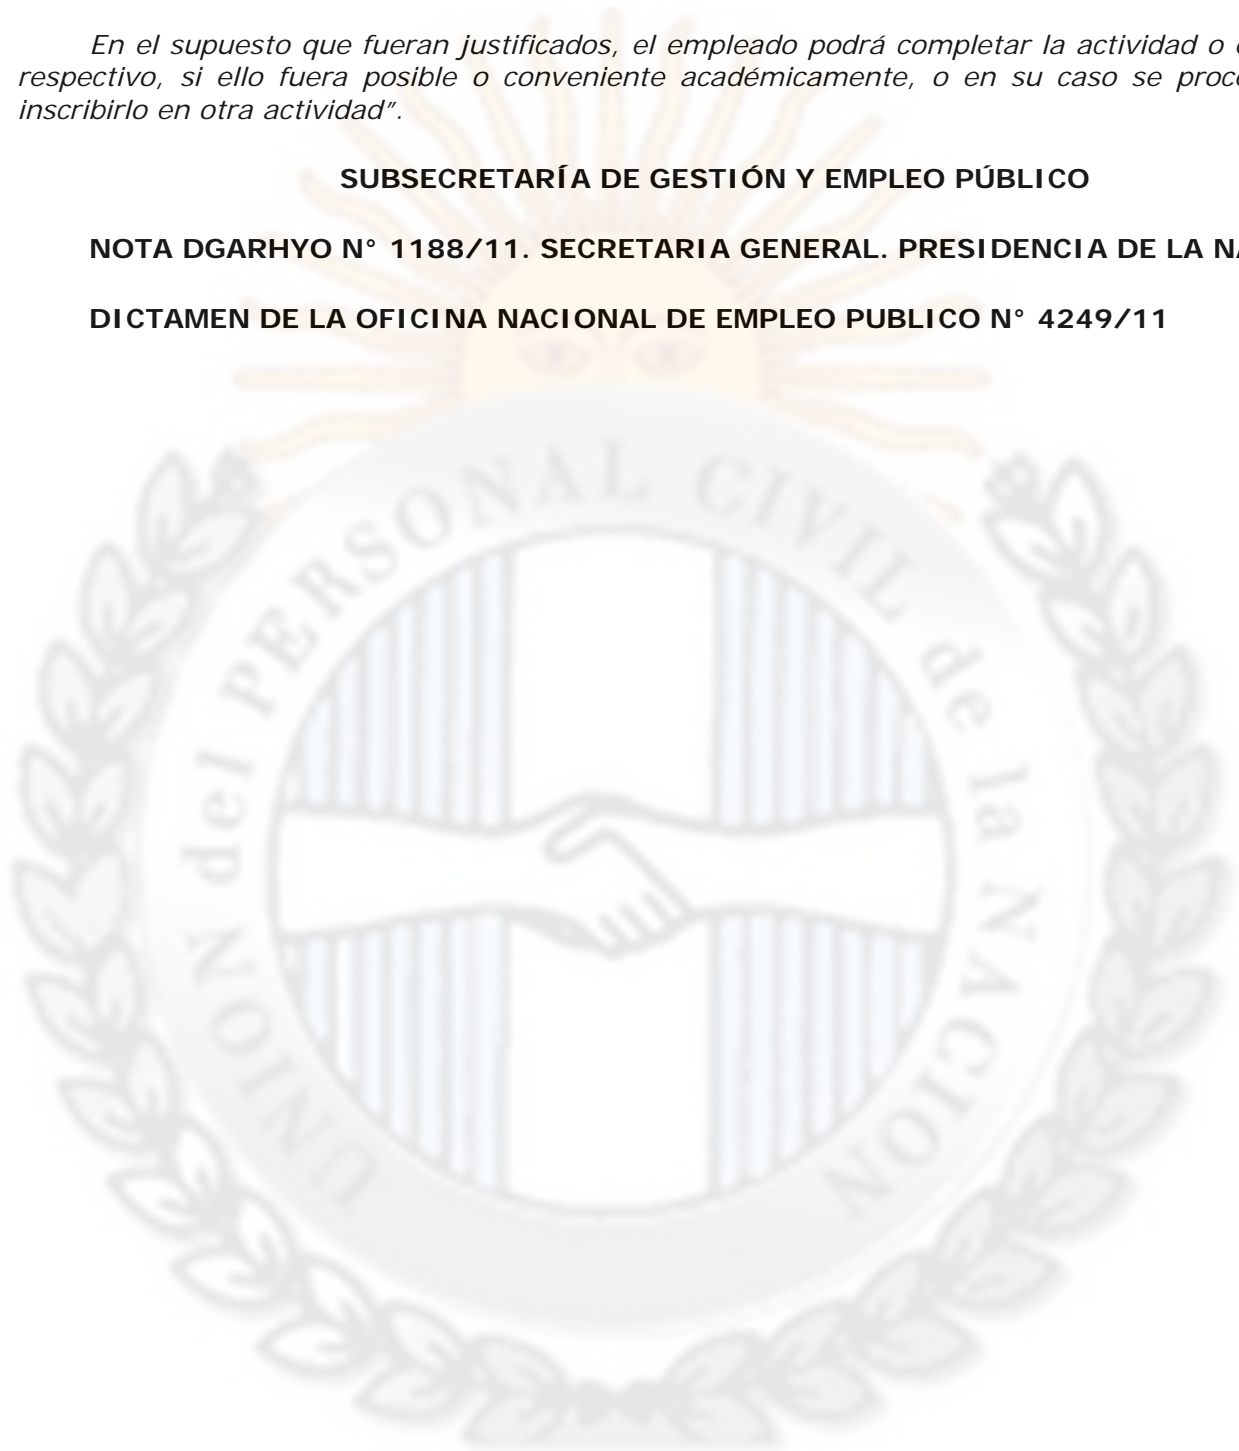 En el supuesto que fueran justificados, el empleado podrá completar la actividad o
respectivo, si ello fuera posible o conveniente académicamente, o en su caso se
inscribirlo en otra actividad”.
SUBSECRETARÍA DE GESTIÓN Y EMPLEO PÚBLICO
NOTA DGARHYO N° 1188/11. SECRETARIA GENERAL. PRESIDENCIA DE LA
DICTAMEN DE LA OFICINA NACIONAL DE EMPLEO PUBLICO N° 4249/11
UNION del PERSONAL CIVIL de la NACION